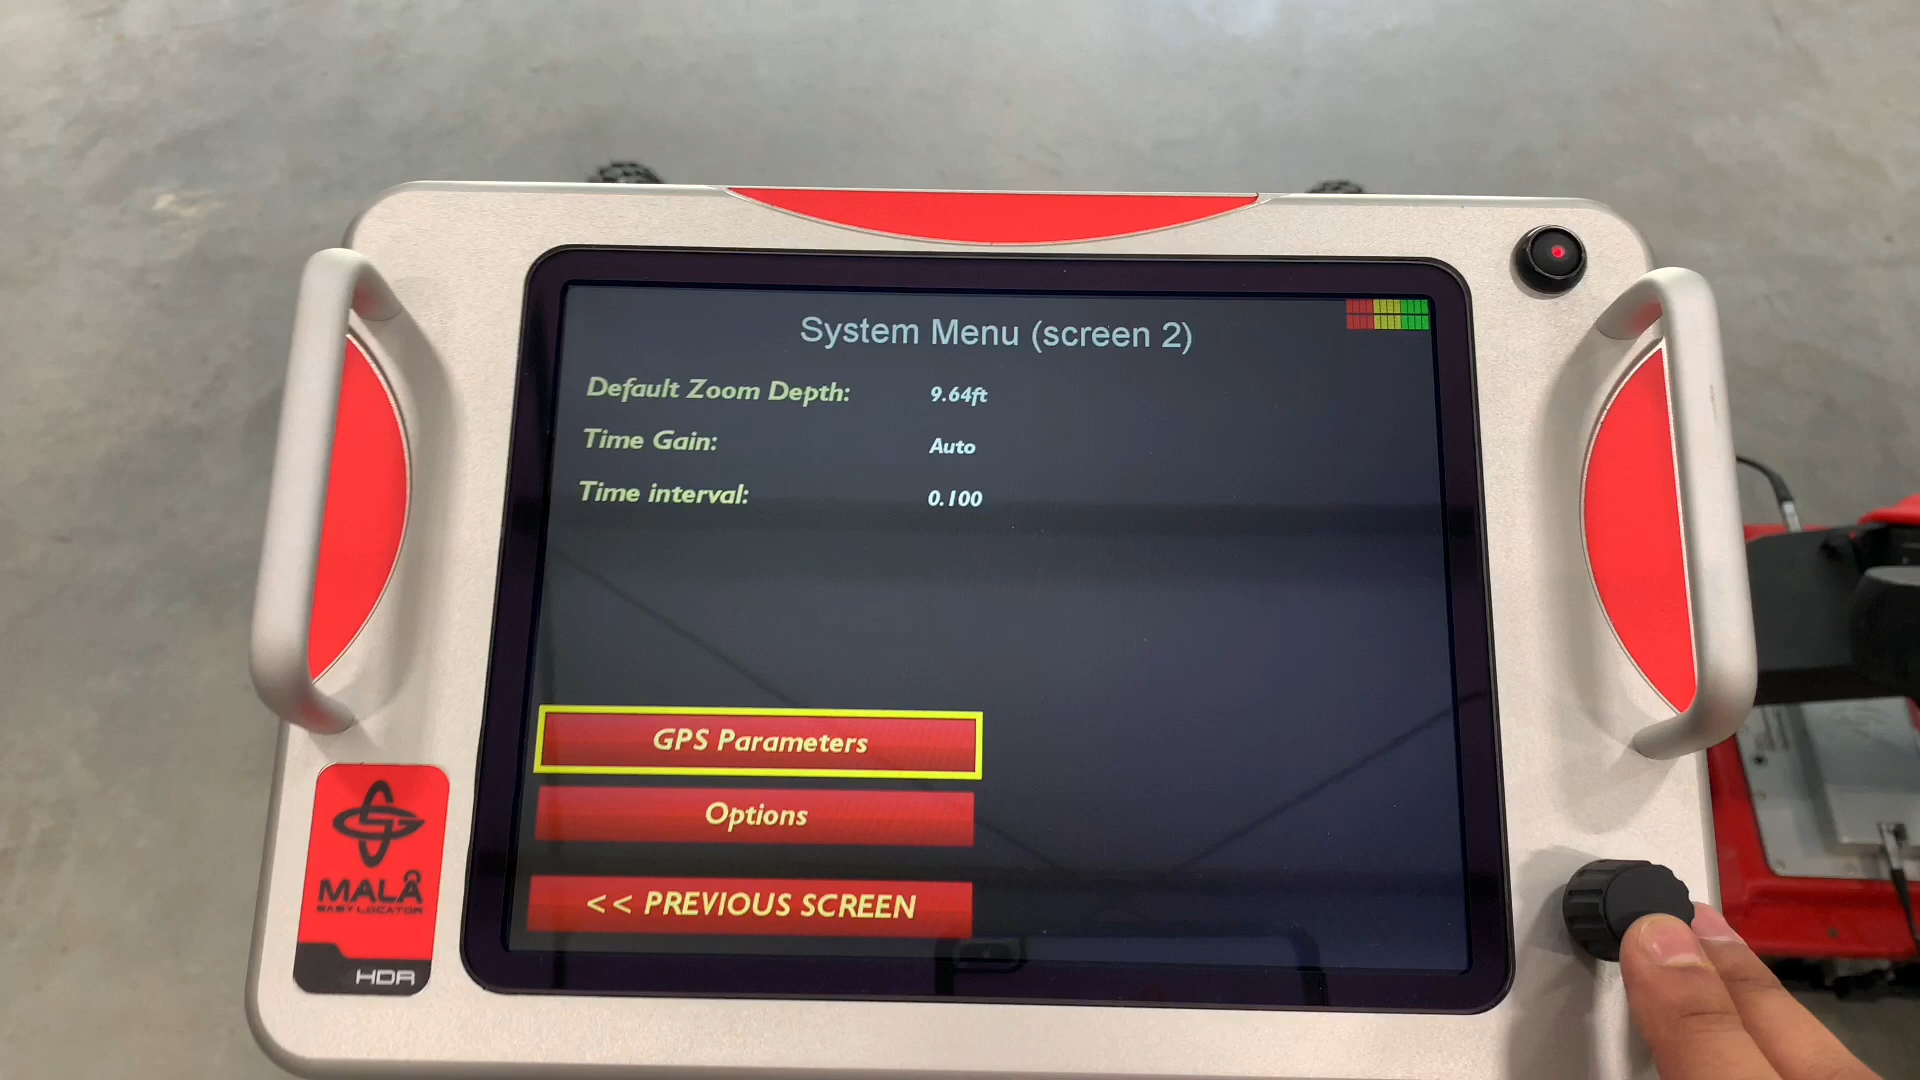 System Menu (screen 2)
Default Zoom Depth: 9.64ft
Time Gain: Auto
Time interval: 0.100
GPS Parameters
Options
<< PREVIOUS SCREEN
MALÅ
EASY LOCATOR
HDR